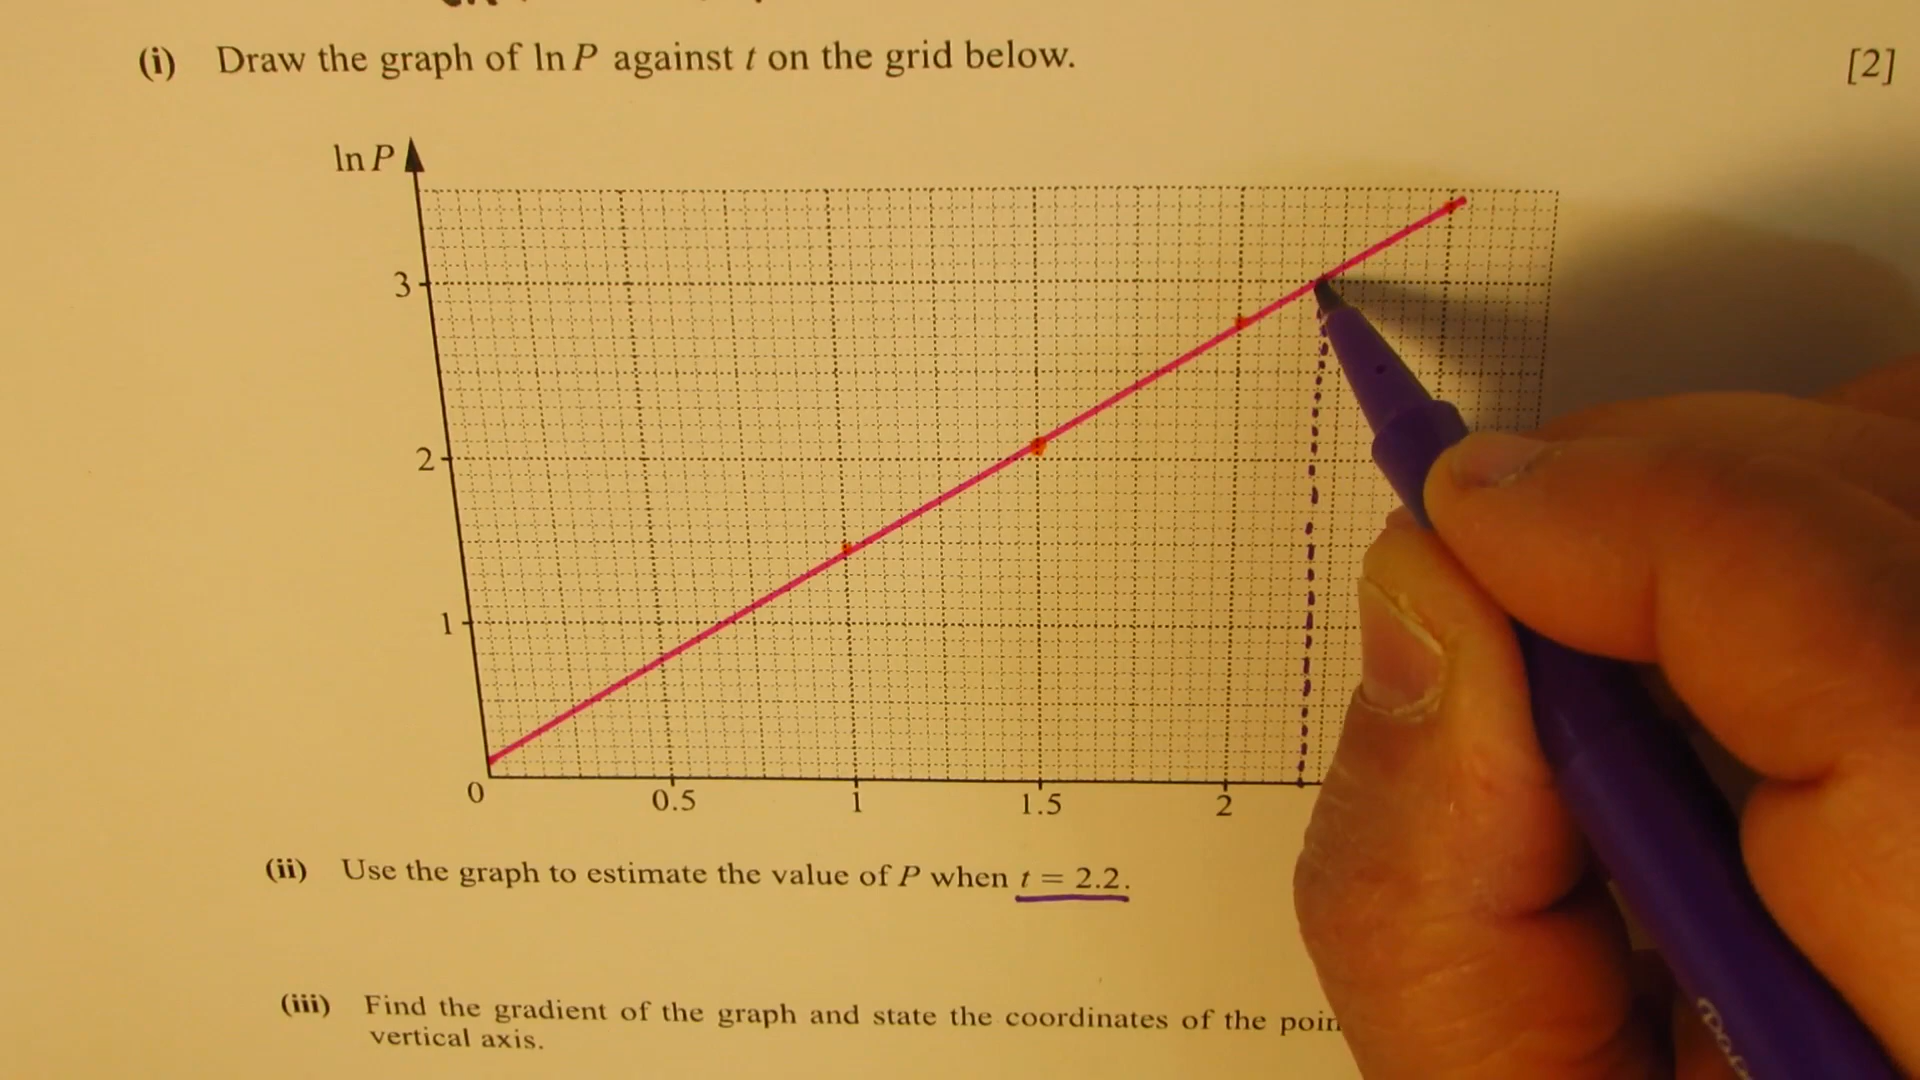 (i) Draw the graph of ln P against t on the grid below. [2]
ln P
3
2
1
0 0.5 1 1.5 2
(ii) Use the graph to estimate the value of P when t = 2.2.
(iii) Find the gradient of the graph and state the coordinates of the
vertical axis.